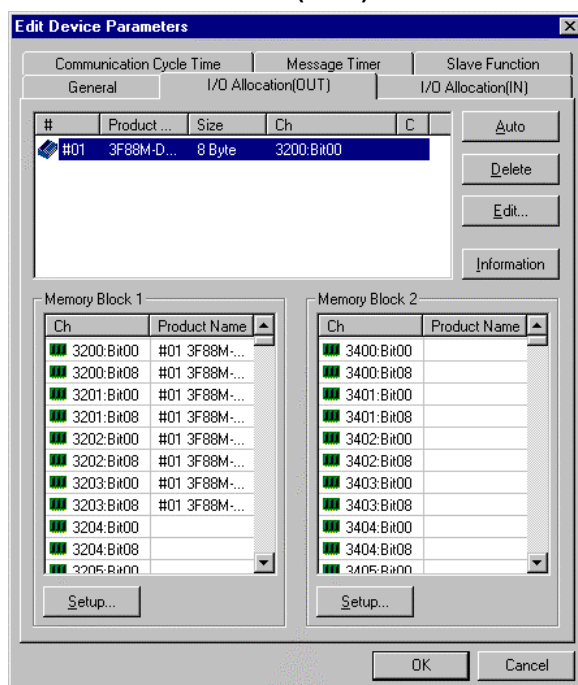 Edit Device Parameters
Communication Cycle Time Message Timer Slave Function
General I/O Allocation(OUT) I/O Allocation(IN)
# Product ... Size Ch C
#01 3F88M-D... 8 Byte 3200:Bit00
Auto
Delete
Edit...
Information
Memory Block 1
Ch Product Name
3200:Bit00 #01 3F88M-...
3200:Bit08 #01 3F88M-...
3201:Bit00 #01 3F88M-...
3201:Bit08 #01 3F88M-...
3202:Bit00 #01 3F88M-...
3202:Bit08 #01 3F88M-...
3203:Bit00 #01 3F88M-...
3203:Bit08 #01 3F88M-...
3204:Bit00
3204:Bit08
3205:Bit00
Setup...
Memory Block 2
Ch Product Name
3400:Bit00
3400:Bit08
3401:Bit00
3401:Bit08
3402:Bit00
3402:Bit08
3403:Bit00
3403:Bit08
3404:Bit00
3404:Bit08
3405:Bit00
Setup...
OK Cancel